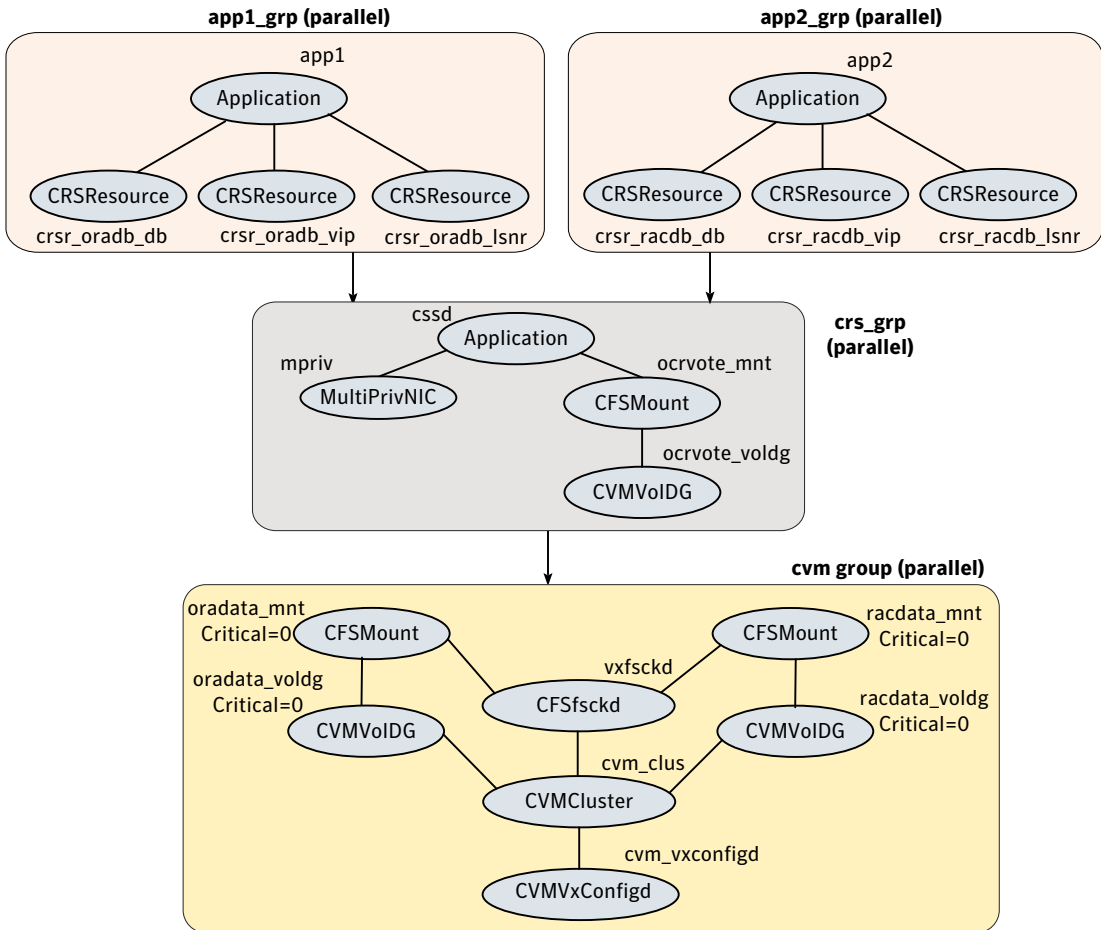 app1_grp (parallel)
app2_grp (parallel)
app1
Application
CRSResource
CRSResource
CRSResource
crsr_oradb_db
crsr_oradb_vip
crsr_oradb_lsnr
app2
Application
CRSResource
CRSResource
CRSResource
crsr_racdb_db
crsr_racdb_vip
crsr_racdb_lsnr
crs_grp
(parallel)
cssd
Application
mpriv
MultiPrivNIC
ocrvote_mnt
CFSMount
ocrvote_voldg
CVMVolDG
cvm group (parallel)
oradata_mnt
Critical=0
CFSMount
CFSMount
racdata_mnt
Critical=0
vxfsckd
CFSfsckd
oradata_voldg
Critical=0
CVMVolDG
CVMVolDG
racdata_voldg
Critical=0
cvm_clus
CVMCluster
cvm_vxconfigd
CVMVxConfigd